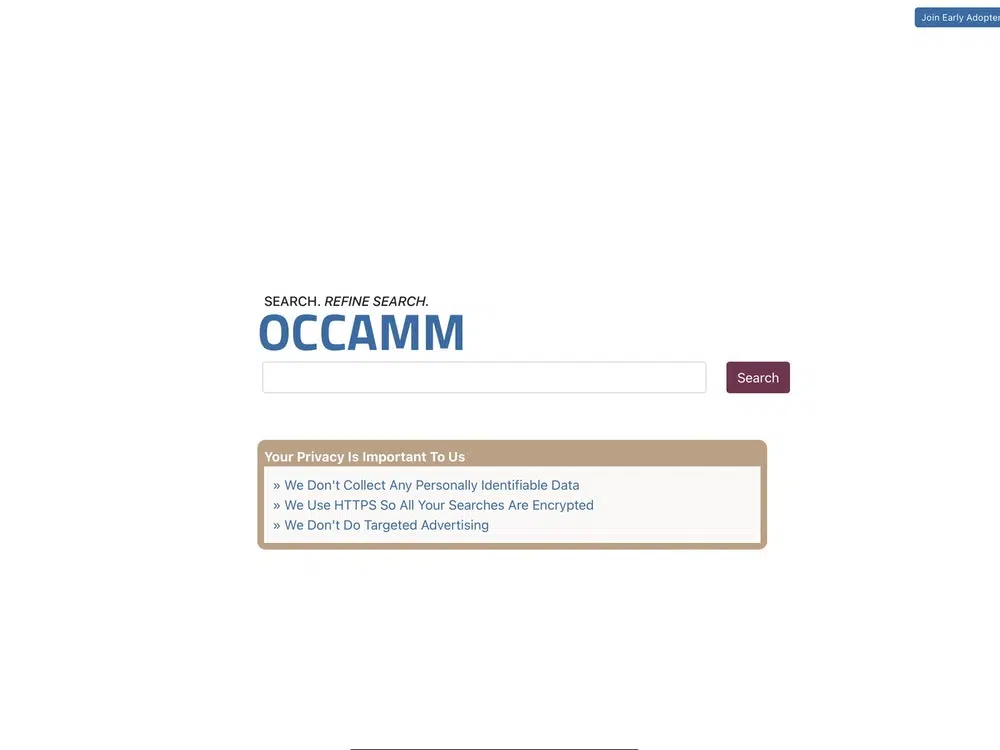 Join Early Adopter
SEARCH. REFINE SEARCH.
OCCAMM
Search
Your Privacy Is Important To Us
» We Don't Collect Any Personally Identifiable Data
» We Use HTTPS So All Your Searches Are Encrypted
» We Don't Do Targeted Advertising